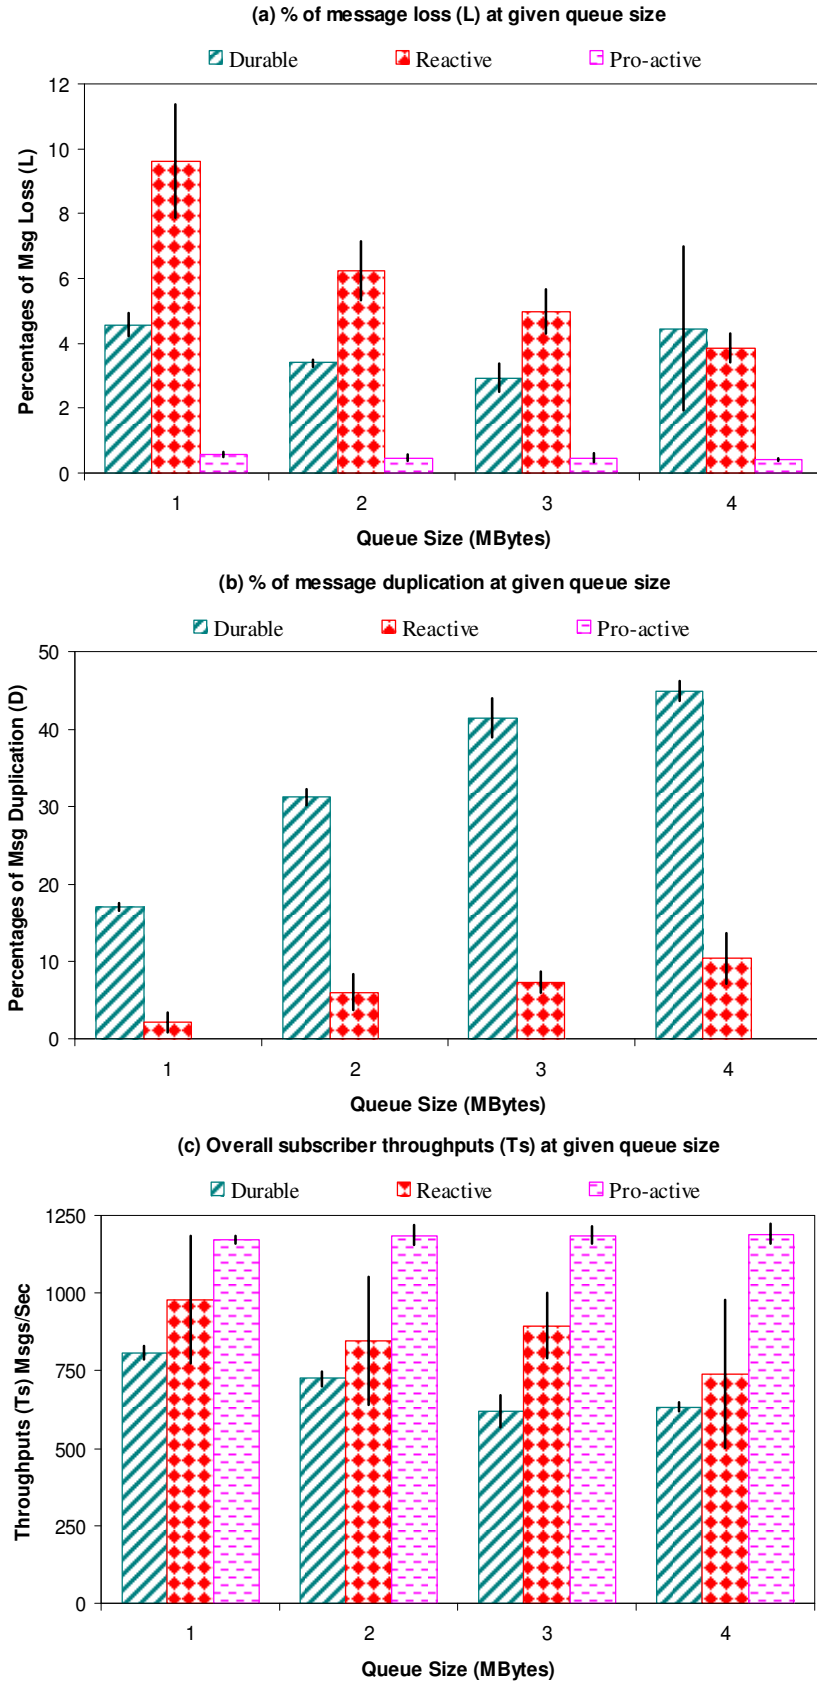 (a) % of message loss (L) at given queue size
Durable Reactive Pro-active
Percentages of Msg Loss (L)
12
10
8
6
4
2
0
1 2 3 4
Queue Size (MBytes)
(b) % of message duplication at given queue size
Durable Reactive Pro-active
Percentages of Msg Duplication (D)
50
40
30
20
10
0
1 2 3 4
Queue Size (MBytes)
(c) Overall subscriber throughputs (Ts) at given queue size
Durable Reactive Pro-active
Throughputs (Ts) Msgs/Sec
1250
1000
750
500
250
0
1 2 3 4
Queue Size (MBytes)